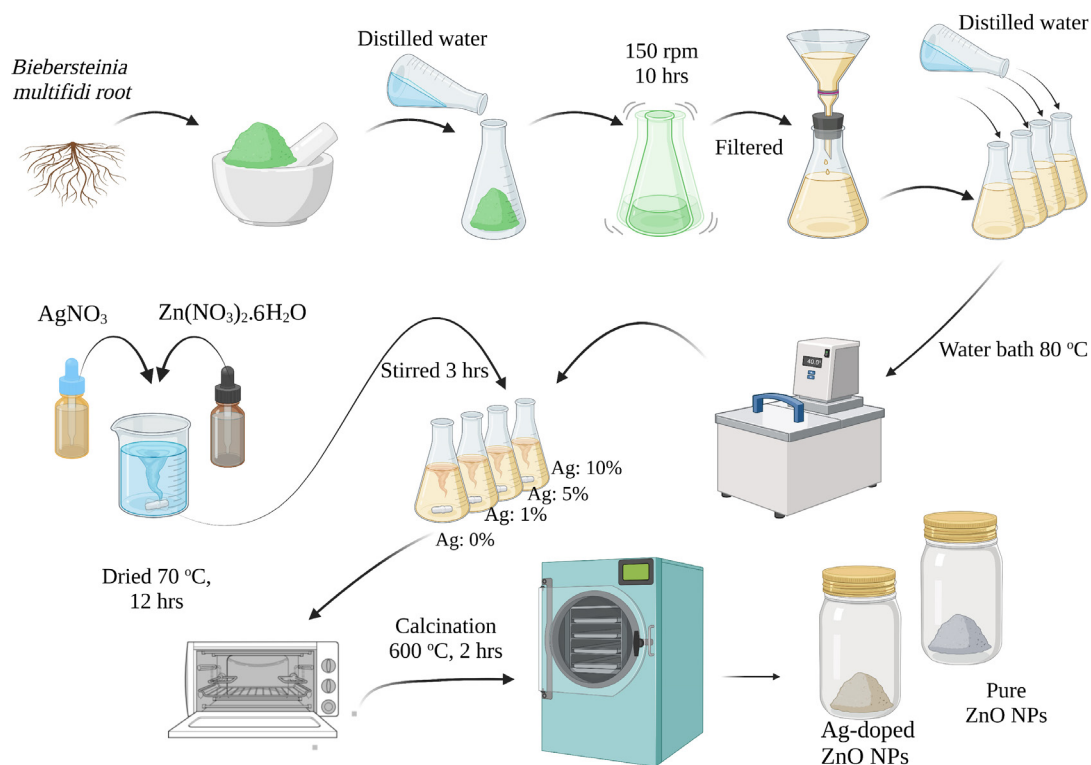 Biebersteinia
multifidi root
Distilled water
150 rpm
10 hrs
Filtered
Distilled water
AgNO₃
Zn(NO₃)₂.6H₂O
Stirred 3 hrs
Water bath 80 °C
40.0°
Ag: 10%
Ag: 5%
Ag: 1%
Ag: 0%
Dried 70 °C,
12 hrs
Calcination
600 °C, 2 hrs
Ag-doped
ZnO NPs
Pure
ZnO NPs